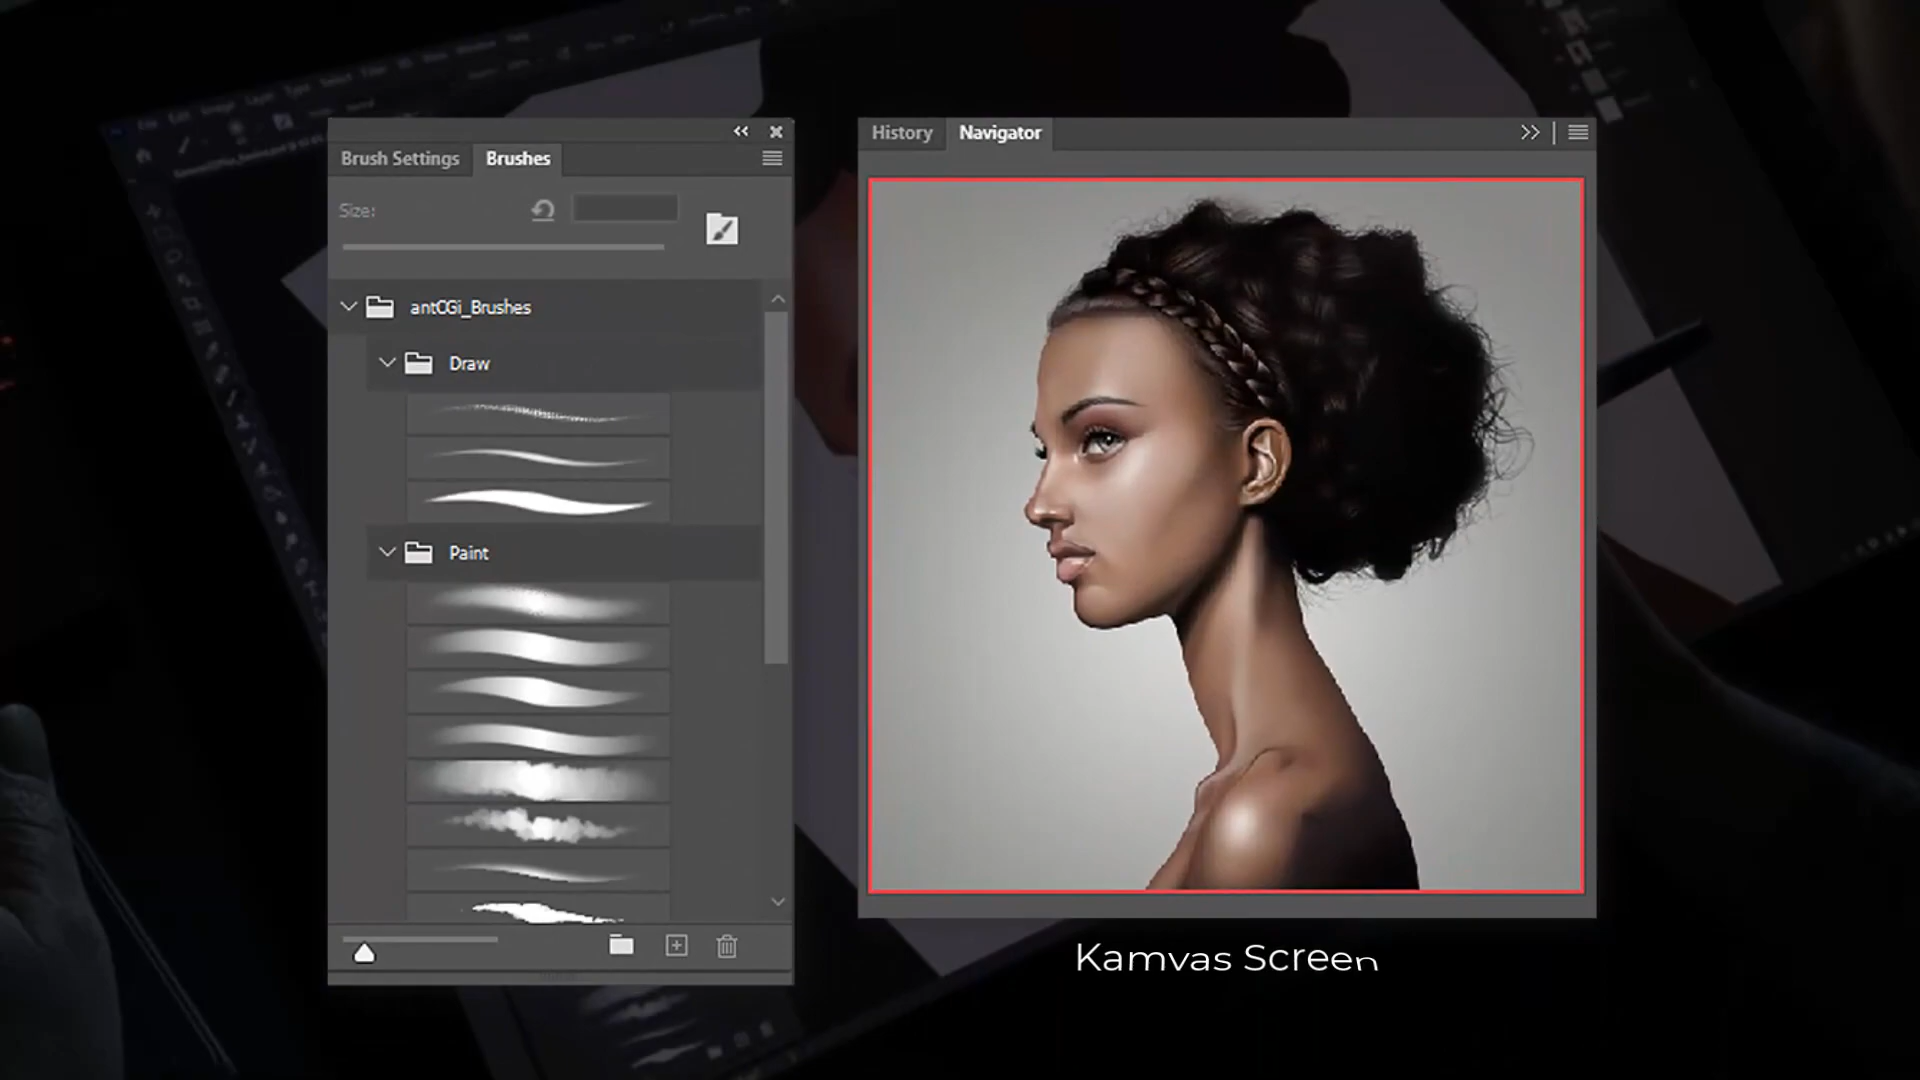 Brush Settings
Brushes
Size:
antCGi_Brushes
Draw
Paint
History
Navigator
Kamvas Screen